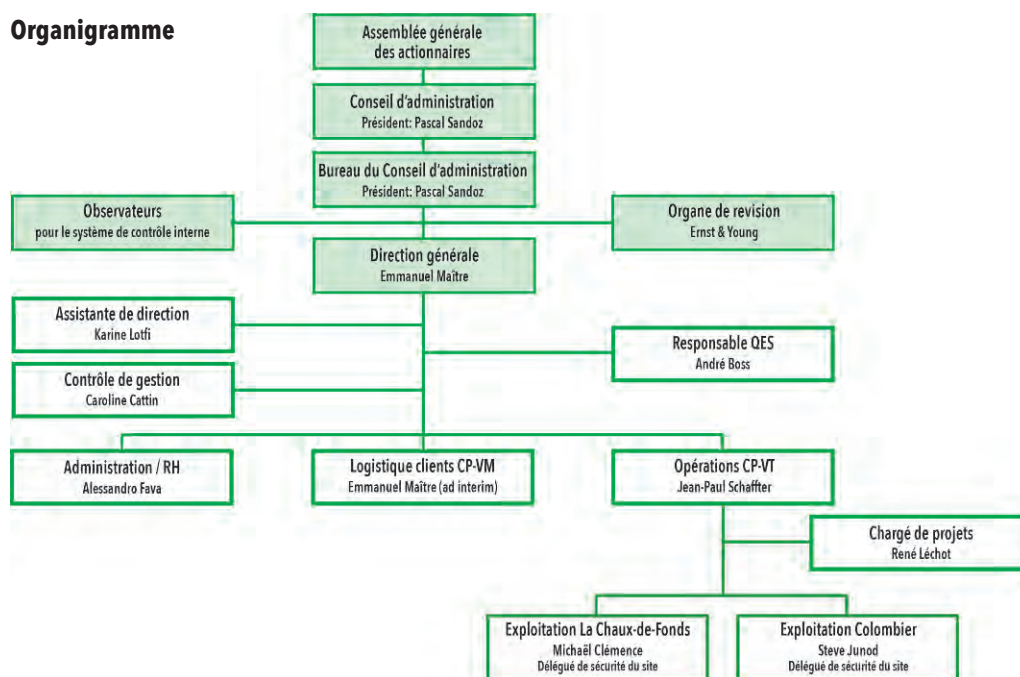 Organigramme
Assemblée générale
des actionnaires
Conseil d'administration
Président: Pascal Sandoz
Bureau du Conseil d'administration
Président: Pascal Sandoz
Observateurs
pour le système de contrôle interne
Organe de revision
Ernst & Young
Direction générale
Emmanuel Maître
Assistante de direction
Karine Lotfi
Responsable QES
André Boss
Contrôle de gestion
Caroline Cattin
Administration / RH
Alessandro Fava
Logistique clients CP-VM
Emmanuel Maître (ad interim)
Opérations CP-VT
Jean-Paul Schaffter
Chargé de projets
René Léchot
Exploitation La Chaux-de-Fonds
Michaël Clémence
Délégué de sécurité du site
Exploitation Colombier
Steve Junod
Délégué de sécurité du site